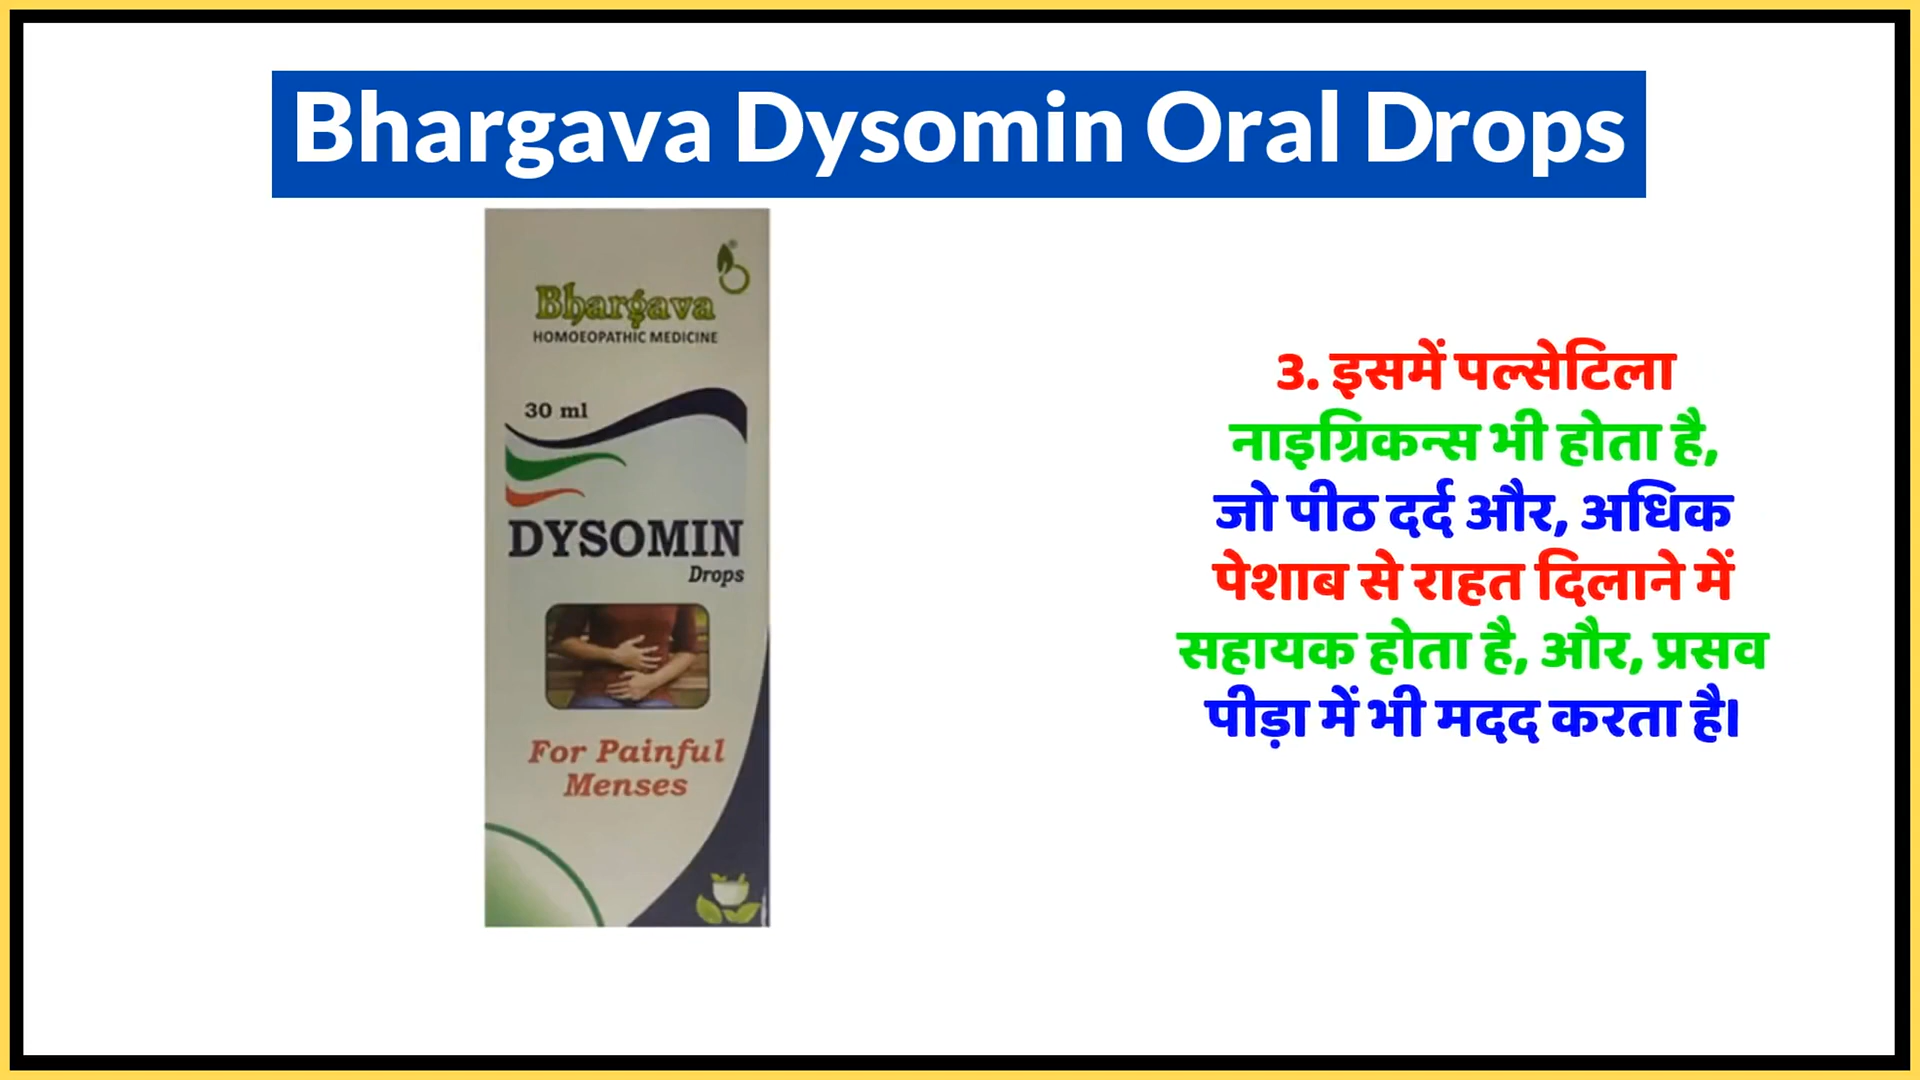 Bhargava Dysomin Oral Drops
Bhargava
HOMOEOPATHIC MEDICINE
30 ml
DYSOMIN
Drops
For Painful
Menses
3. इसमें पल्सेटिला
नाइग्रिकन्स भी होता है,
जो पीठ दर्द और, अधिक
पेशाब से राहत दिलाने में
सहायक होता है, और, प्रसव
पीड़ा में भी मदद करता है।